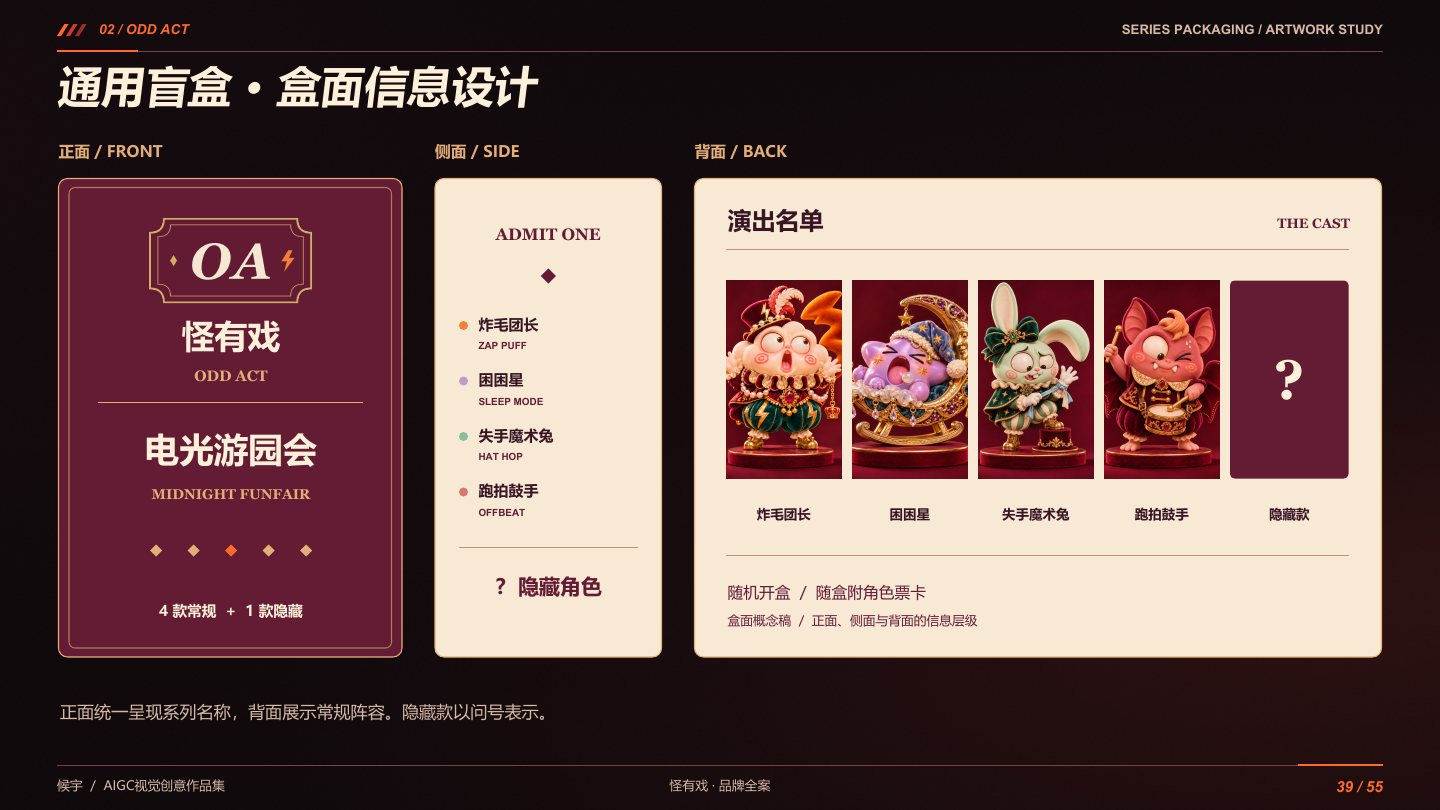 02 / ODD ACT
SERIES PACKAGING / ARTWORK STUDY
通用盲盒·盒面信息设计
正面 / FRONT
OA
怪有戏
ODD ACT
电光游园会
MIDNIGHT FUNFAIR
4 款常规 + 1 款隐藏
侧面 / SIDE
ADMIT ONE
炸毛团长
ZAP PUFF
困困星
SLEEP MODE
失手魔术兔
HAT HOP
跑拍鼓手
OFFBEAT
? 隐藏角色
背面 / BACK
演出名单
THE CAST
?
炸毛团长
困困星
失手魔术兔
跑拍鼓手
隐藏款
随机开盒 / 随盒附角色票卡
盒面概念稿 / 正面、侧面与背面的信息层级
正面统一呈现系列名称，背面展示常规阵容。隐藏款以问号表示。
候宇 / AIGC视觉创意作品集
怪有戏 · 品牌全案
39 / 55